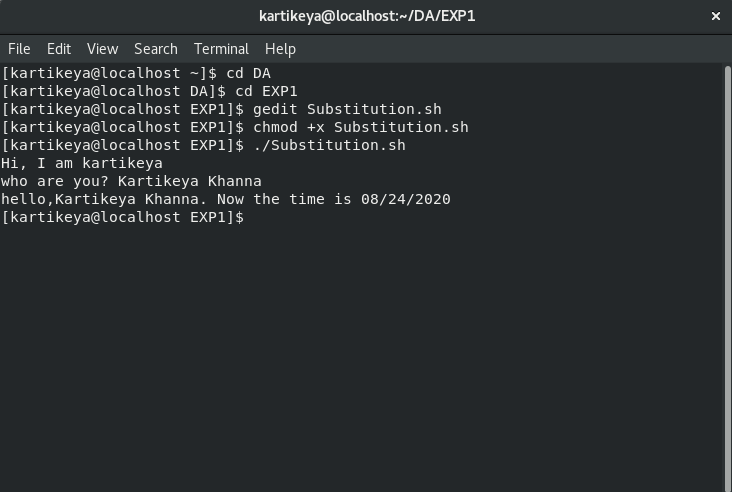 kartikeya@localhost:~/DA/EXP1
File Edit View Search Terminal Help
[kartikeya@localhost ~]$ cd DA
[kartikeya@localhost DA]$ cd EXP1
[kartikeya@localhost EXP1]$ gedit Substitution.sh
[kartikeya@localhost EXP1]$ chmod +x Substitution.sh
[kartikeya@localhost EXP1]$ ./Substitution.sh
Hi, I am kartikeya
who are you? Kartikeya Khanna
hello,Kartikeya Khanna. Now the time is 08/24/2020
[kartikeya@localhost EXP1]$